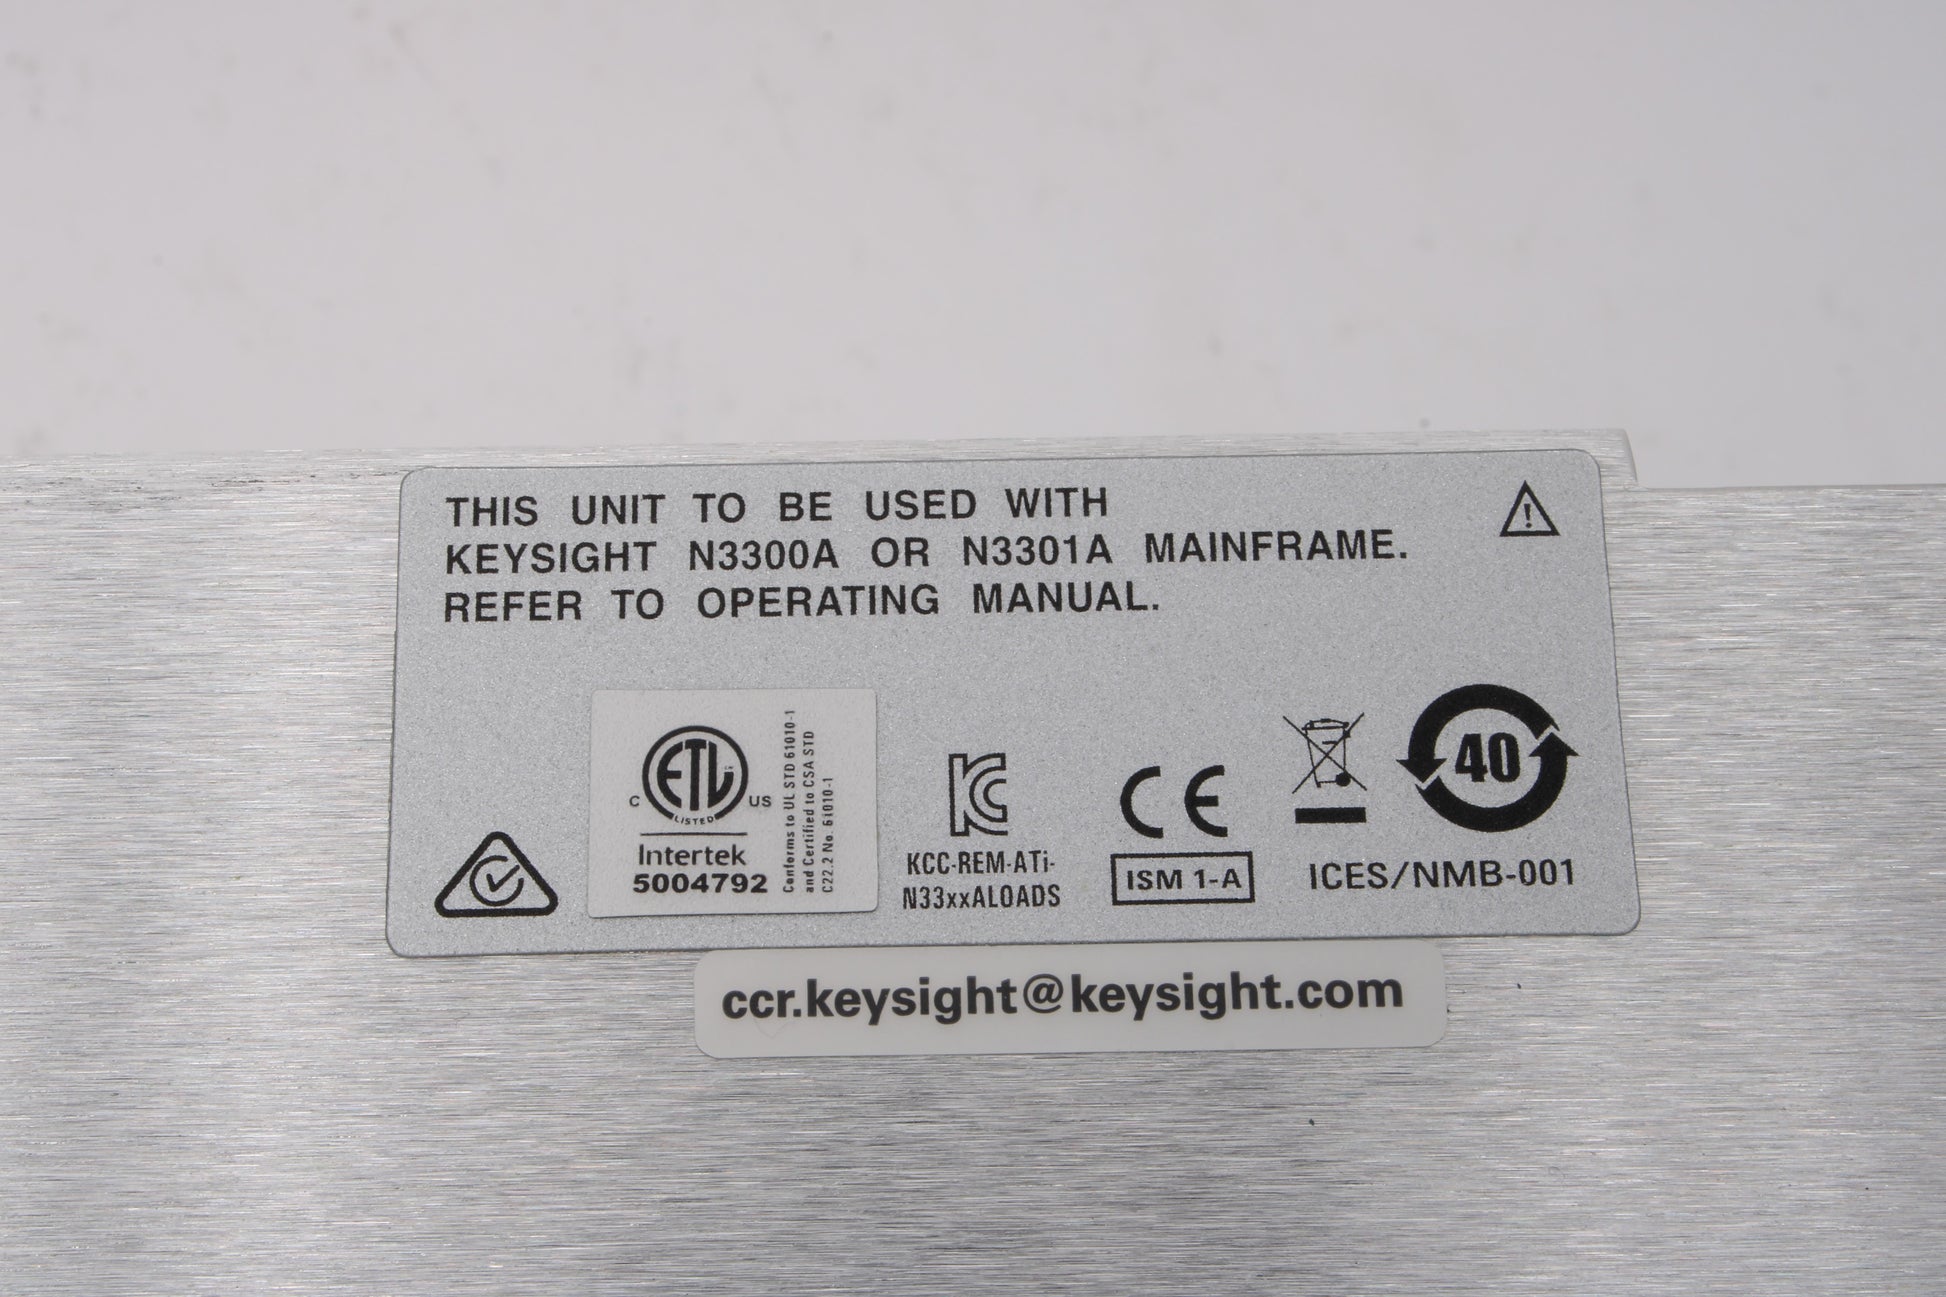 THIS UNIT TO BE USED WITH
KEYSIGHT N3300A OR N3301A MAINFRAME.
REFER TO OPERATING MANUAL.
!
ETL
LISTED
C
US
Intertek
5004792
Conforms to UL STD 61010-1
and Certified to CSA STD
C22.2 No. 61010-1
KC
KCC-REM-ATi-
N33xxALOADS
CE
ISM 1-A
40
ICES/NMB-001
ccr.keysight@keysight.com